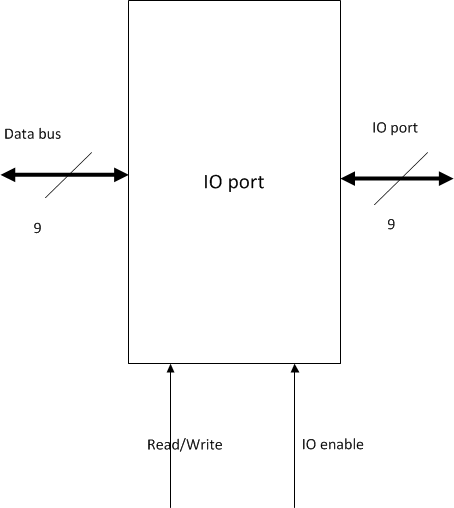 Data bus
IO port
IO port
9
9
Read/Write
IO enable